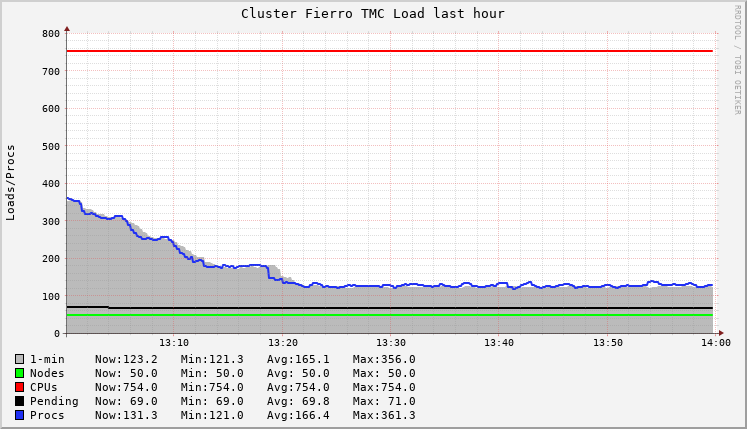 Cluster Fierro TMC Load last hour
RRDTOOL / TOBI OETIKER
Loads/Procs
800
700
600
500
400
300
200
100
0
13:10 13:20 13:30 13:40 13:50 14:00
1-min Now:123.2 Min:121.3 Avg:165.1 Max:356.0
Nodes Now: 50.0 Min: 50.0 Avg: 50.0 Max: 50.0
CPUs Now:754.0 Min:754.0 Avg:754.0 Max:754.0
Pending Now: 69.0 Min: 69.0 Avg: 69.8 Max: 71.0
Procs Now:131.3 Min:121.0 Avg:166.4 Max:361.3